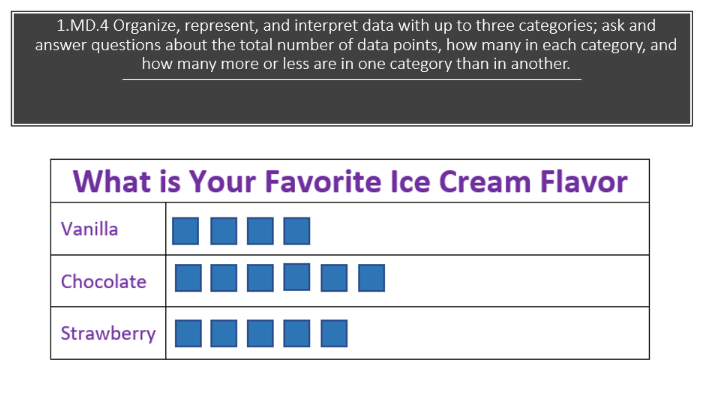 1.MD.4 Organize, represent, and interpret data with up to three categories; ask and
answer questions about the total number of data points, how many in each category, and
how many more or less are in one category than in another.
What is Your Favorite Ice Cream Flavor
Vanilla
Chocolate
Strawberry